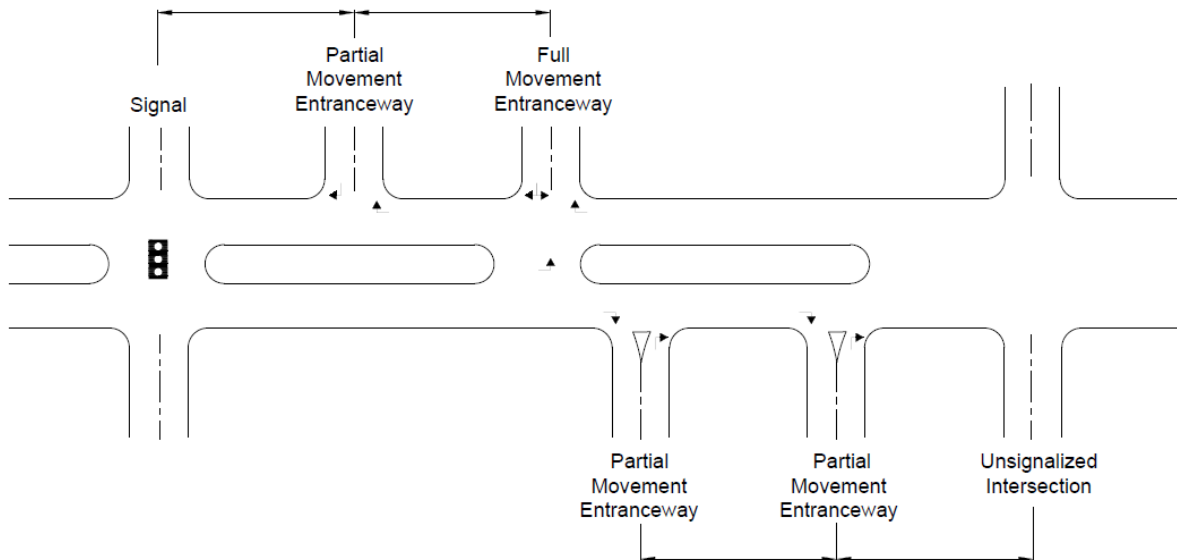 Partial
Movement
Entranceway
Full
Movement
Entranceway
Signal
Partial
Movement
Entranceway
Partial
Movement
Entranceway
Unsignalized
Intersection